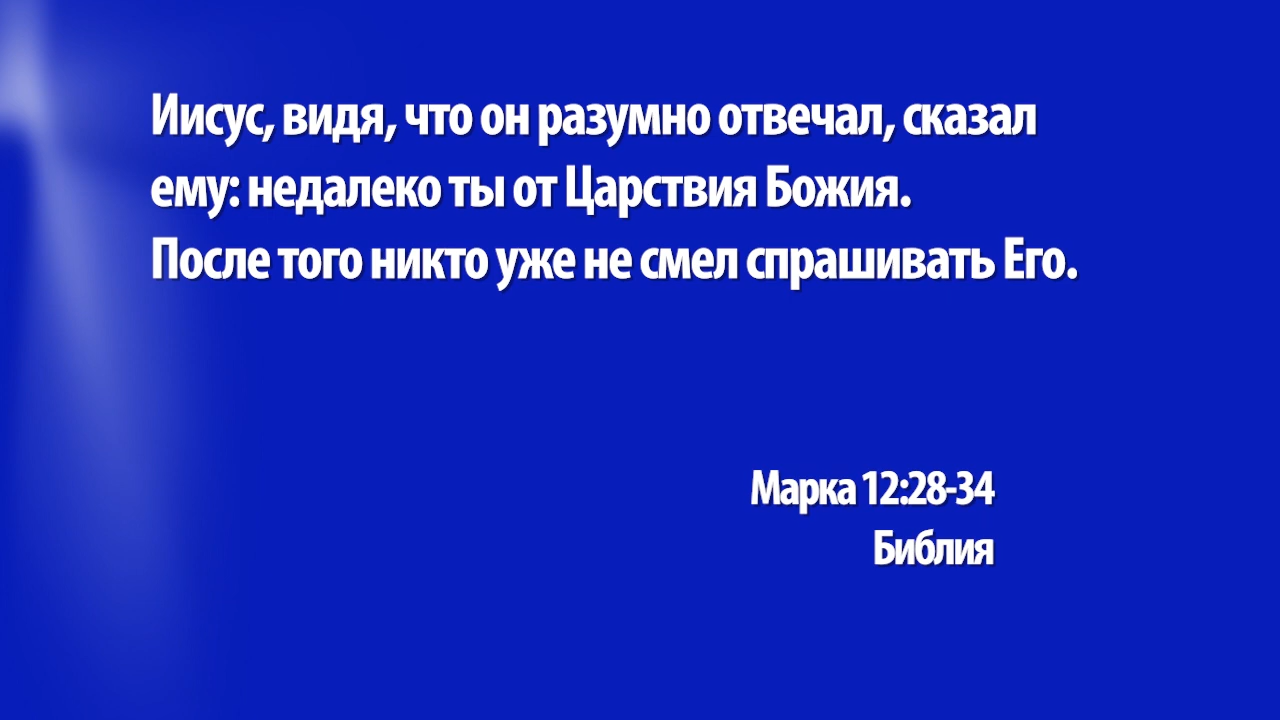 Иисус, видя, что он разумно отвечал, сказал
ему: недалеко ты от Царствия Божия.
После того никто уже не смел спрашивать Его.
Марка 12:28-34
Библия